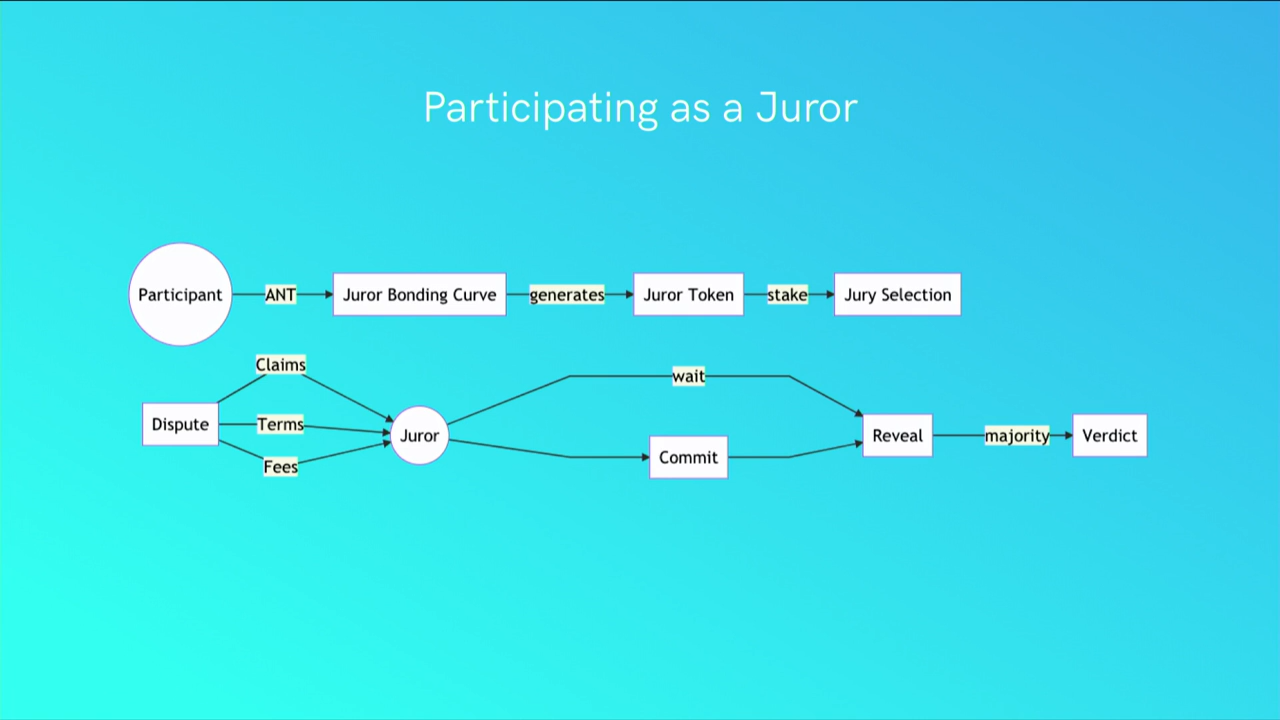 Participating as a Juror
Participant ANT Juror Bonding Curve generates Juror Token stake Jury Selection
Claims
wait
Dispute Terms Juror Reveal majority Verdict
Commit
Fees